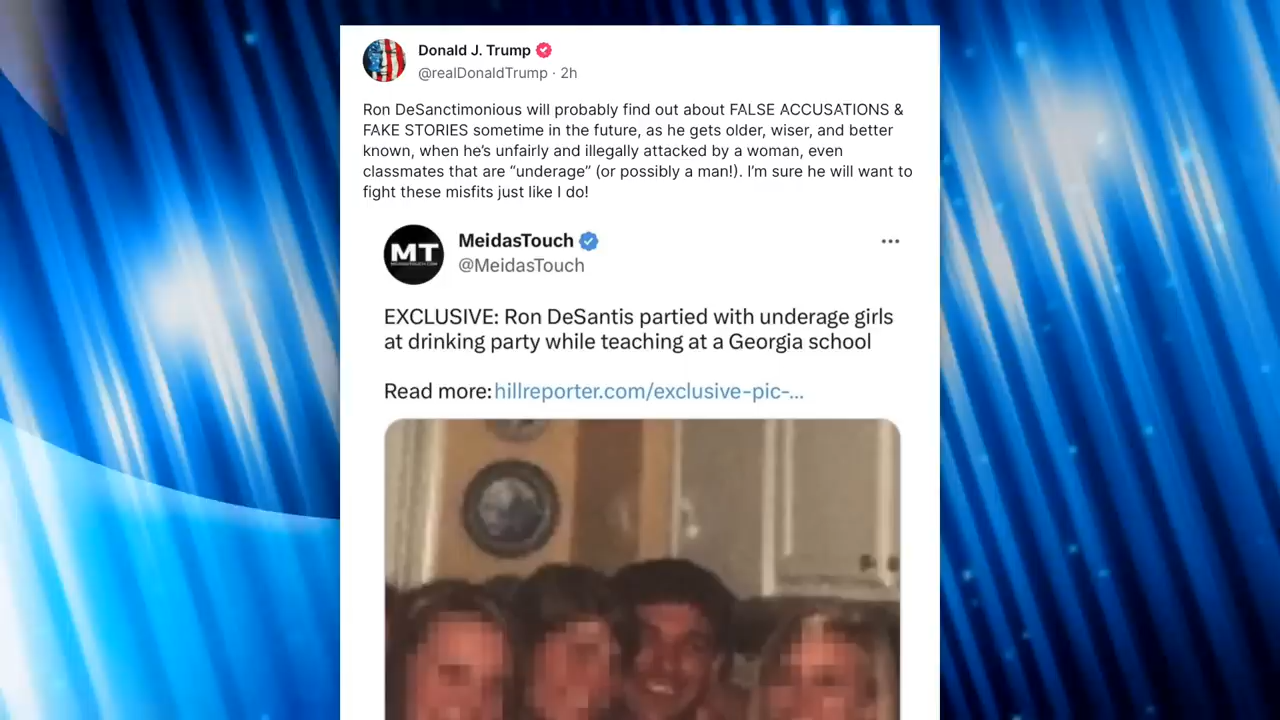 Donald J. Trump
@realDonaldTrump · 2h
Ron DeSanctimonious will probably find out about FALSE ACCUSATIONS &
FAKE STORIES sometime in the future, as he gets older, wiser, and better
known, when he’s unfairly and illegally attacked by a woman, even
classmates that are “underage” (or possibly a man!). I’m sure he will want to
fight these misfits just like I do!
MT
MeidasTouch
@MeidasTouch
EXCLUSIVE: Ron DeSantis partied with underage girls
at drinking party while teaching at a Georgia school
Read more: hillreporter.com/exclusive-pic-...